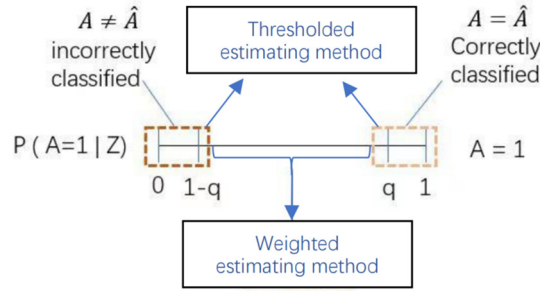 A ≠ Â
incorrectly
classified
Thresholded
estimating method
A = Â
Correctly
classified
P ( A=1 | Z)
A = 1
0
1-q
q
1
Weighted
estimating method